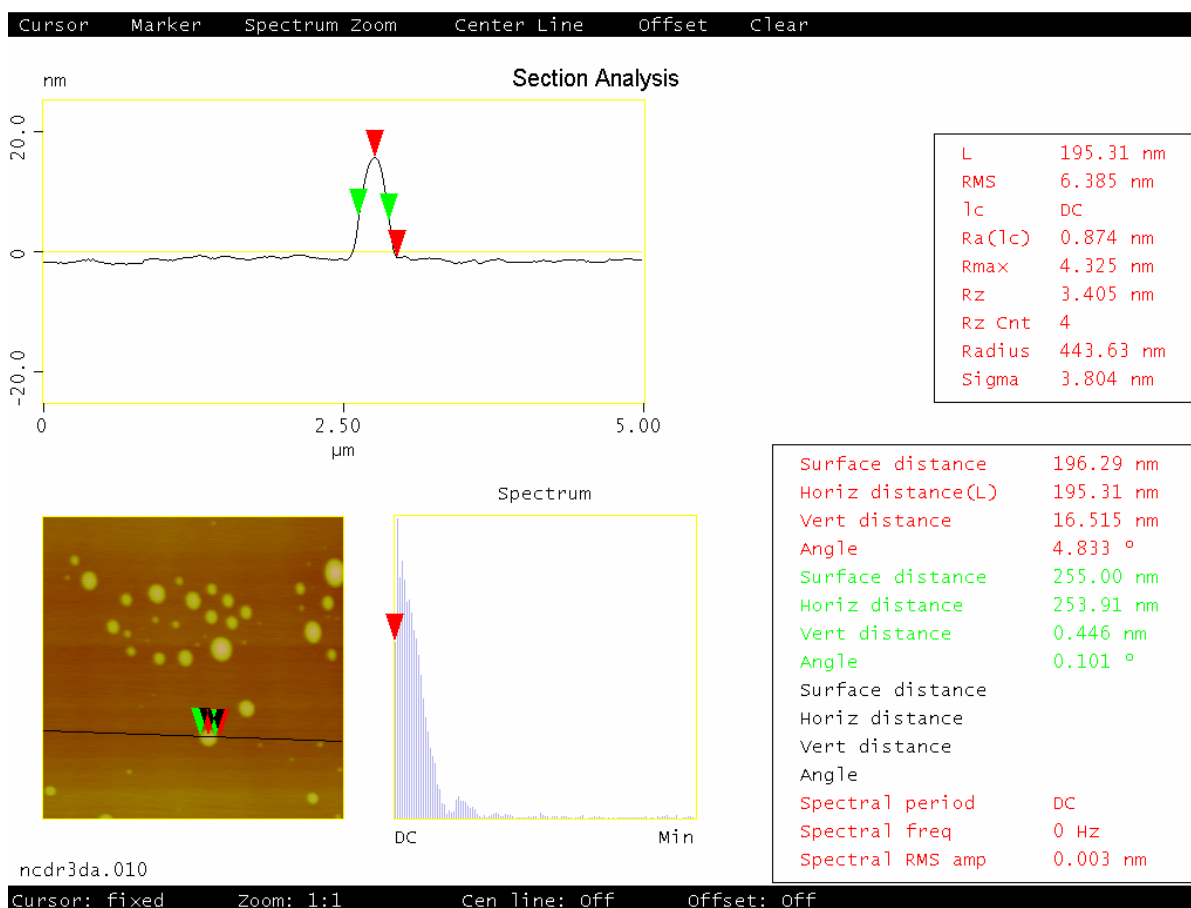 Cursor Marker Spectrum Zoom Center Line Offset Clear
Section Analysis
nm
20.0
0
-20.0
0 2.50 5.00
µm
L 195.31 nm
RMS 6.385 nm
lc DC
Ra(lc) 0.874 nm
Rmax 4.325 nm
Rz 3.405 nm
Rz Cnt 4
Radius 443.63 nm
Sigma 3.804 nm
Surface distance 196.29 nm
Horiz distance(L) 195.31 nm
Vert distance 16.515 nm
Angle 4.833 º
Surface distance 255.00 nm
Horiz distance 253.91 nm
Vert distance 0.446 nm
Angle 0.101 º
Surface distance
Horiz distance
Vert distance
Angle
Spectral period DC
Spectral freq 0 Hz
Spectral RMS amp 0.003 nm
Spectrum
DC Min
ncdr3da.010
Cursor: fixed Zoom: 1:1 Cen line: Off Offset: Off